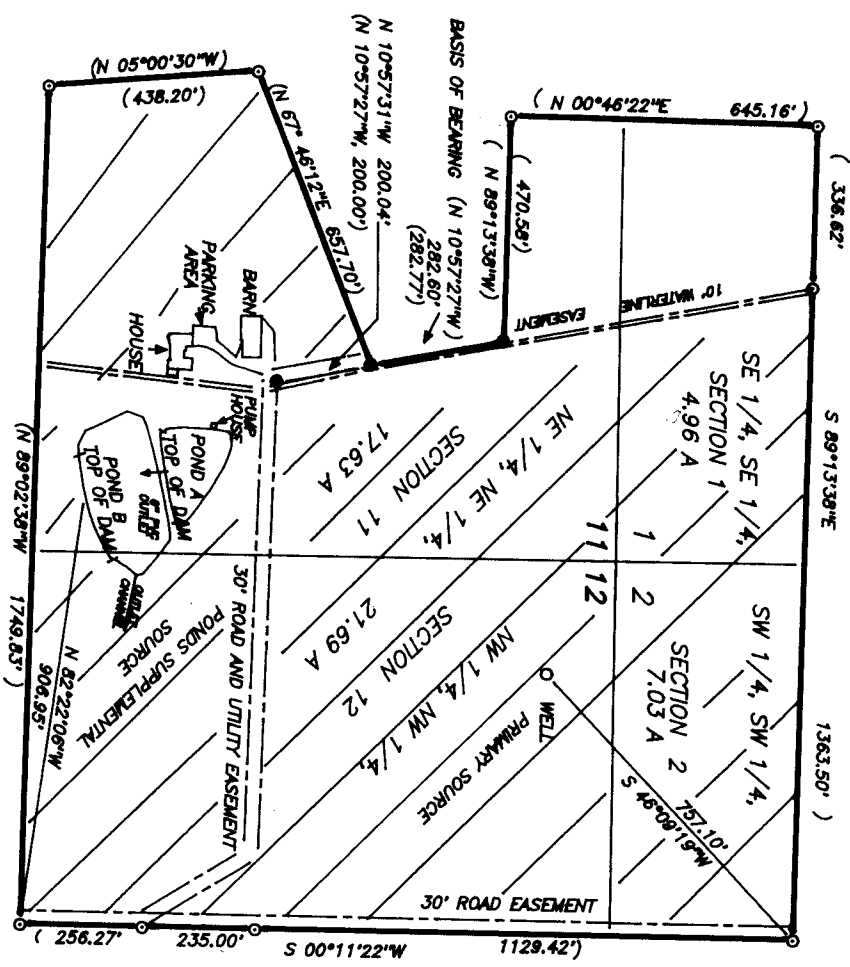 ( 336.62' )
S 89°13'38"E
1363.50' )
( N 00°46'22"E
645.16' )
( 470.58' )
( N 89°13'38"W )
BASIS OF BEARING (N 10°57'27"W)
282.60'
(282.77')
N 10°57'31"W 200.04'
(N 10°57'27"W, 200.00')
(N 67° 46'12"E 657.70')
(N 05°00'30"W)
(438.20')
10' WATERLINE
EASEMENT
SE 1/4, SE 1/4,
SECTION 1
4.96 A
SW 1/4, SW 1/4,
SECTION 2
7.03 A
1
2
11
12
NE 1/4, NE 1/4,
SECTION 11
17.63 A
NW 1/4, NW 1/4,
SECTION 12
21.69 A
WELL
PRIMARY SOURCE
757.10'
S 46°09'19"W
BARN
PARKING
AREA
HOUSE
PUMP
HOUSE
POND A
TOP OF DAM
POND B
TOP OF DAM
6" PVC
OUTLET
OUTLET
CHANNEL
PONDS SUPPLEMENTAL
SOURCE
30' ROAD AND UTILITY EASEMENT
N 82°22'06"W
906.95'
(N 89°02'38"W 1749.83' )
30' ROAD EASEMENT
( 256.27'
235.00'
S 00°11'22"W
1129.42')